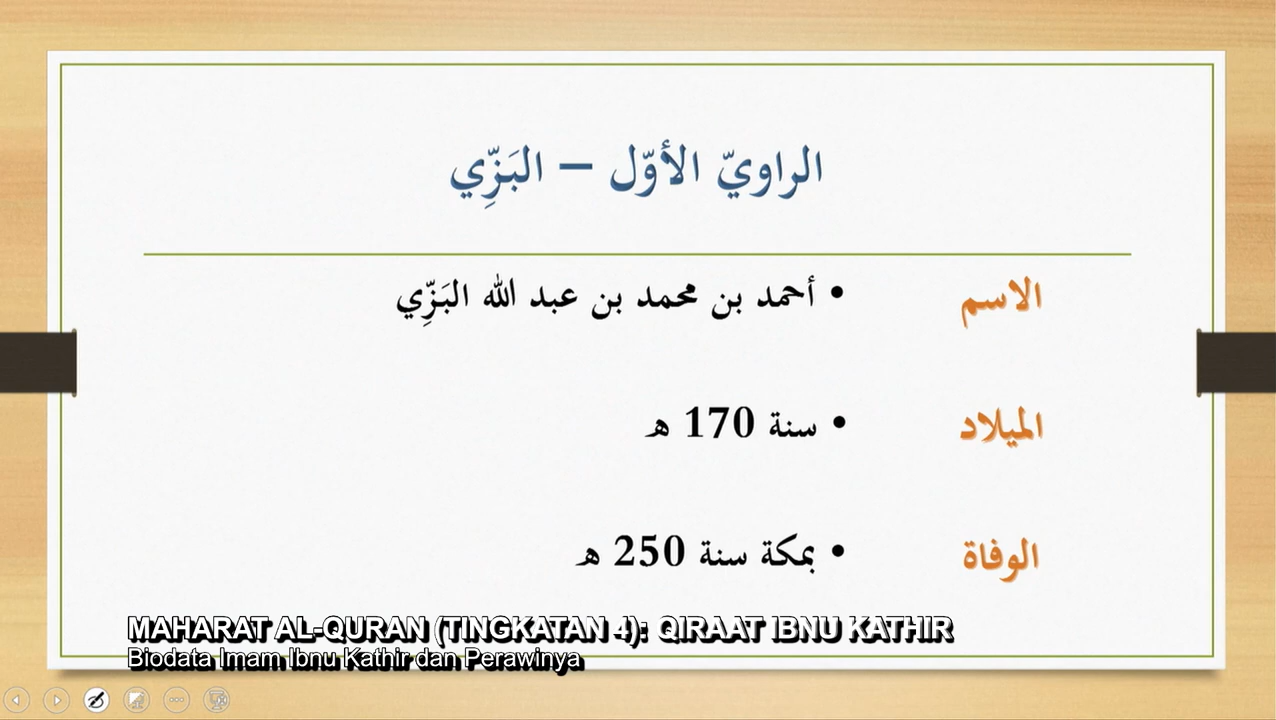 الراويّ الأوّل – البَزِّي
الاسم • أحمد بن محمد بن عبد الله البَزِّي
الميلاد • سنة 170 هـ
الوفاة • بمكة سنة 250 هـ
MAHARAT AL-QURAN (TINGKATAN 4): QIRAAT IBNU KATHIR
Biodata Imam Ibnu Kathir dan Perawinya